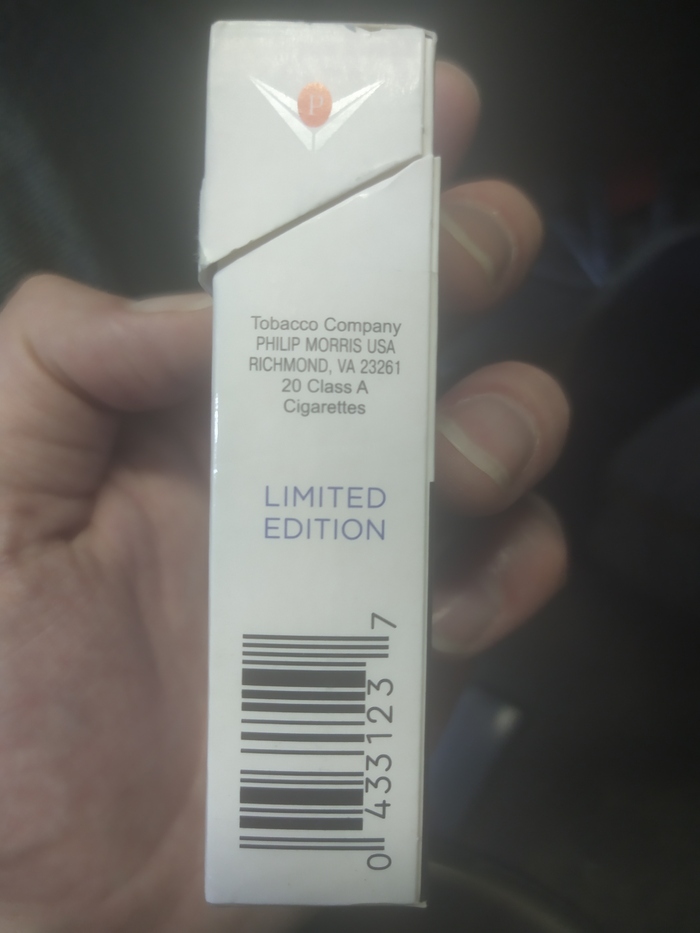 P
Tobacco Company
PHILIP MORRIS USA
RICHMOND, VA 23261
20 Class A
Cigarettes
LIMITED
EDITION
0 433123 7